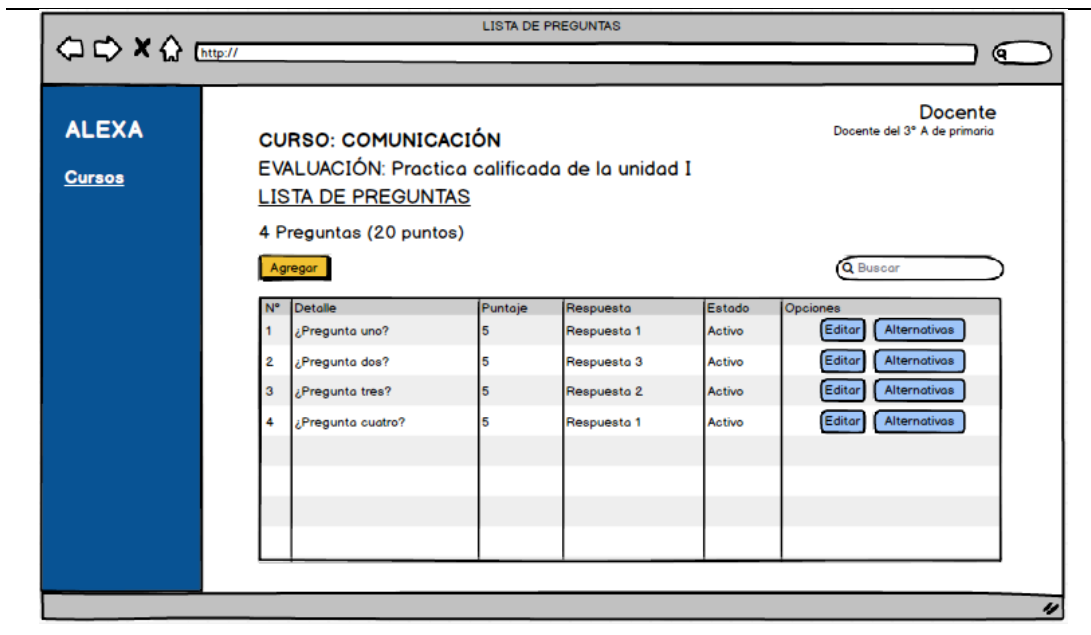 LISTA DE PREGUNTAS
http://
ALEXA
Cursos
Docente
Docente del 3° A de primaria
CURSO: COMUNICACIÓN
EVALUACIÓN: Practica calificada de la unidad I
LISTA DE PREGUNTAS
4 Preguntas (20 puntos)
Agregar
Buscar
N° Detalle Puntaje Respuesta Estado Opciones
1 ¿Pregunta uno? 5 Respuesta 1 Activo Editar Alternativas
2 ¿Pregunta dos? 5 Respuesta 3 Activo Editar Alternativas
3 ¿Pregunta tres? 5 Respuesta 2 Activo Editar Alternativas
4 ¿Pregunta cuatro? 5 Respuesta 1 Activo Editar Alternativas